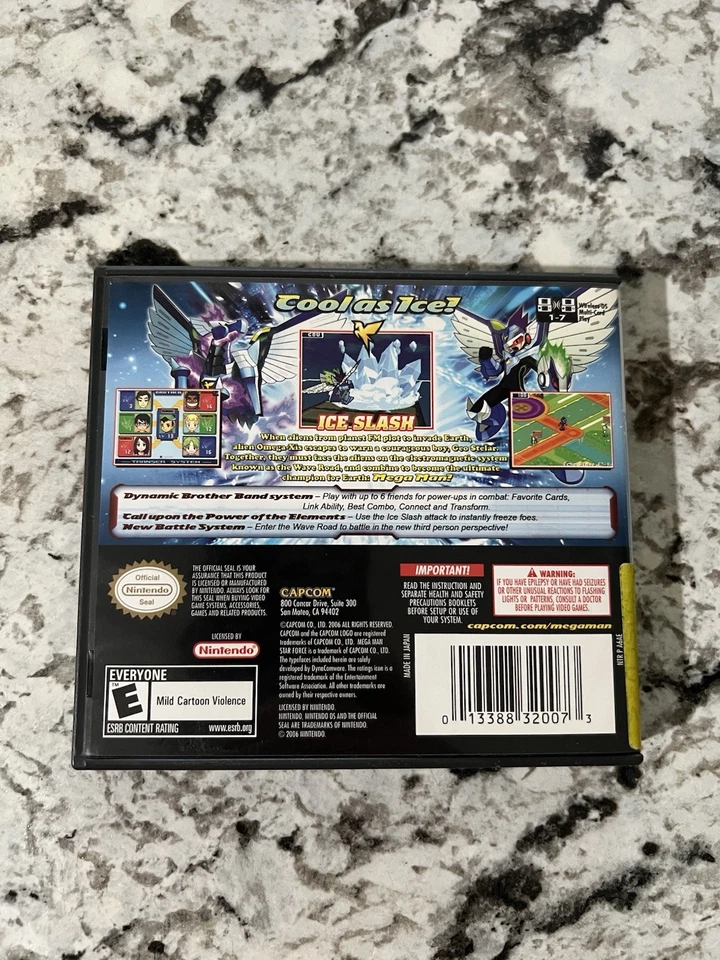 Cool as Ice!
1-7
Wireless DS
Multi-Card
Play
ICE SLASH
BROTHER
TRANSER SYSTEM
When aliens from planet FM plot to invade Earth,
alien Omega-Xis escapes to warn a courageous boy, Geo Stelar.
Together, they must face the aliens on the electromagnetic system
known as the Wave Road, and combine to become the ultimate
champion for Earth Mega Man!
Dynamic Brother Band system – Play with up to 6 friends for power-ups in combat: Favorite Cards,
Link Ability, Best Combo, Connect and Transform.
Call upon the Power of the Elements – Use the Ice Slash attack to instantly freeze foes.
New Battle System – Enter the Wave Road to battle in the new third person perspective!
Official
Nintendo
Seal
THE OFFICIAL SEAL IS YOUR
ASSURANCE THAT THIS PRODUCT
IS LICENSED OR MANUFACTURED
BY NINTENDO. ALWAYS LOOK FOR
THIS SEAL WHEN BUYING VIDEO
GAME SYSTEMS, ACCESSORIES,
GAMES AND RELATED PRODUCTS.
LICENSED BY
Nintendo
EVERYONE
E
Mild Cartoon Violence
ESRB CONTENT RATING www.esrb.org
CAPCOM
800 Concar Drive, Suite 300
San Mateo, CA 94402
©CAPCOM CO., LTD. 2006 ALL RIGHTS RESERVED.
CAPCOM and the CAPCOM LOGO are registered
trademarks of CAPCOM CO., LTD. MEGA MAN
STAR FORCE is a trademark of CAPCOM CO., LTD.
The typefaces included herein are solely
developed by DynaComware. The ratings icon is a
registered trademark of the Entertainment
Software Association. All other trademarks are
owned by their respective owners.
LICENSED BY NINTENDO.
NINTENDO, NINTENDO DS AND THE OFFICIAL
SEAL ARE TRADEMARKS OF NINTENDO.
© 2006 NINTENDO.
IMPORTANT!
READ THE INSTRUCTION AND
SEPARATE HEALTH AND SAFETY
PRECAUTIONS BOOKLETS
BEFORE SETUP OR USE OF
YOUR SYSTEM.
WARNING:
IF YOU HAVE EPILEPSY OR HAVE HAD SEIZURES
OR OTHER UNUSUAL REACTIONS TO FLASHING
LIGHTS OR PATTERNS, CONSULT A DOCTOR
BEFORE PLAYING VIDEO GAMES.
capcom.com/megaman
MADE IN JAPAN
0 13388 32007 3